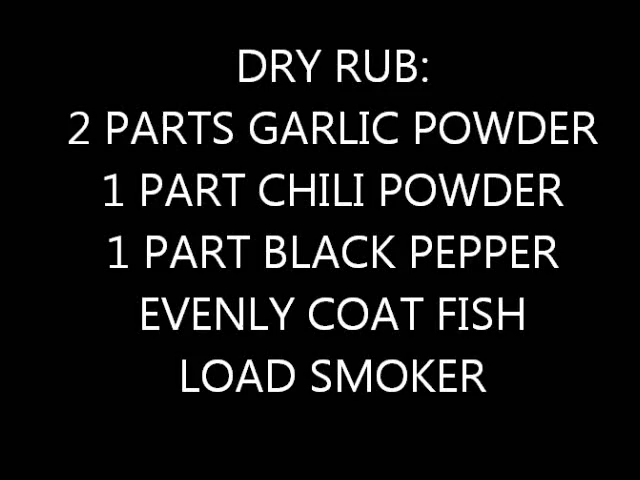 DRY RUB:
2 PARTS GARLIC POWDER
1 PART CHILI POWDER
1 PART BLACK PEPPER
EVENLY COAT FISH
LOAD SMOKER